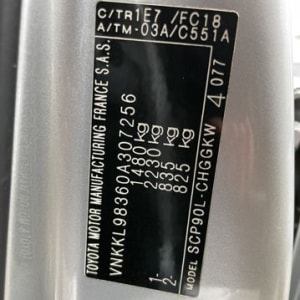 TOYOTA MOTOR MANUFACTURING FRANCE S.A.S.
VNKKL98360A307256
1480 kg
2230 kg
1- 835 kg
2- 825 kg
MODEL SCP90L-CHGGKW
4 077
C/TR 1E7 /FC18
A/TM -03A/C551A